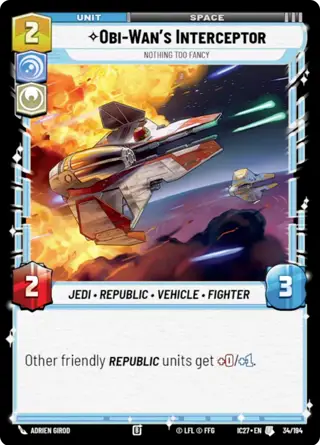 UNIT SPACE
2
✧OBI-WAN'S INTERCEPTOR
NOTHING TOO FANCY
2
3
JEDI • REPUBLIC • VEHICLE • FIGHTER
Other friendly REPUBLIC units get +0/+1.
ADRIEN GIROD © LFL © FFG IC27 • EN 34/194